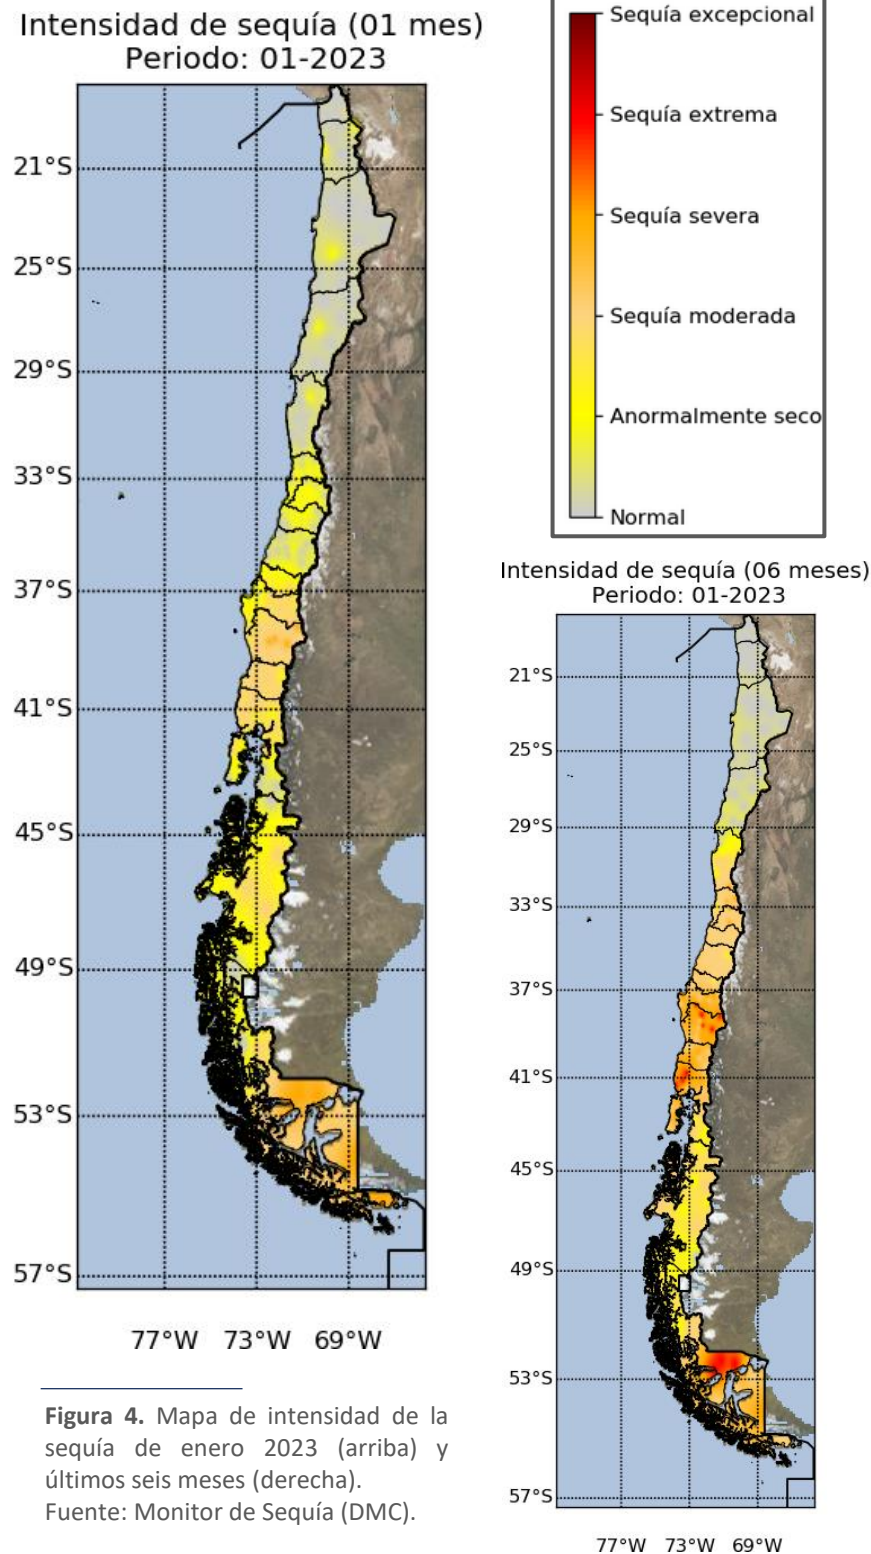 Intensidad de sequía (01 mes)
Periodo: 01-2023
21°S
25°S
29°S
33°S
37°S
41°S
45°S
49°S
53°S
57°S
77°W 73°W 69°W
Sequía excepcional
Sequía extrema
Sequía severa
Sequía moderada
Anormalmente seco
Normal
Intensidad de sequía (06 meses)
Periodo: 01-2023
21°S
25°S
29°S
33°S
37°S
41°S
45°S
49°S
53°S
57°S
77°W 73°W 69°W
Figura 4. Mapa de intensidad de la
sequía de enero 2023 (arriba) y
últimos seis meses (derecha).
Fuente: Monitor de Sequía (DMC).